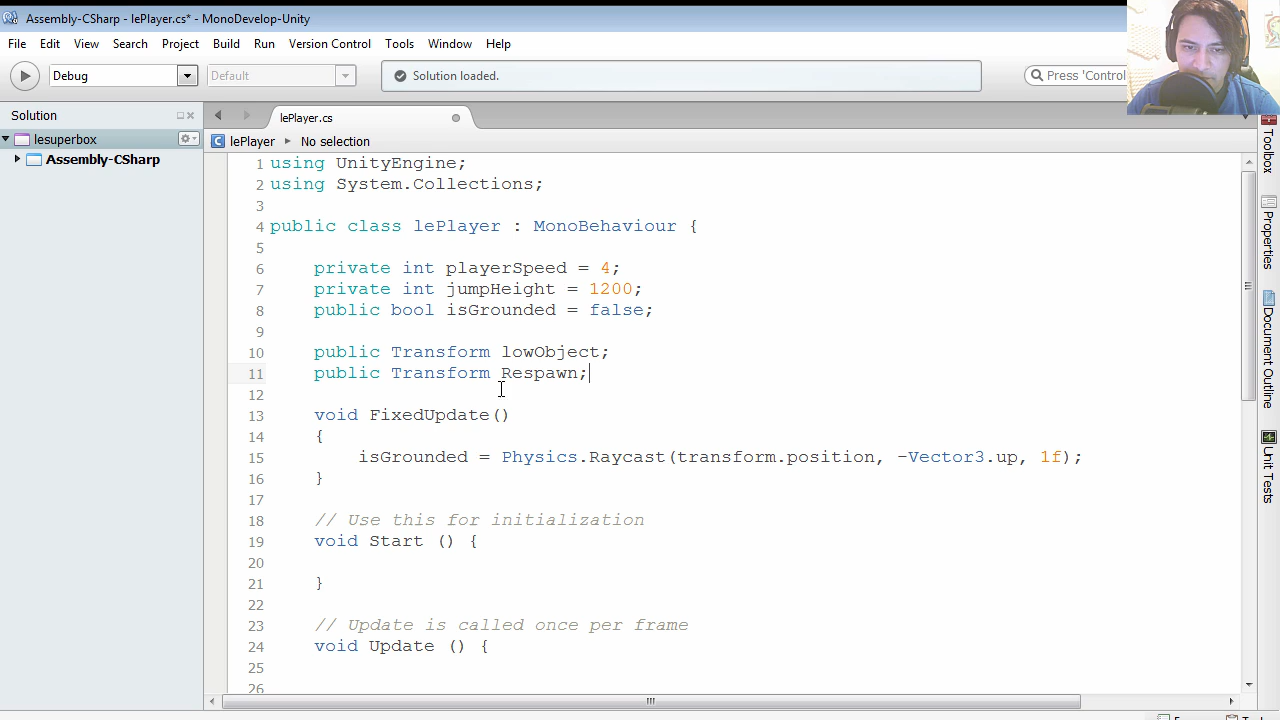 Assembly-CSharp - lePlayer.cs* - MonoDevelop-Unity
File Edit View Search Project Build Run Version Control Tools Window Help
Debug Default Solution loaded. Press 'Control
Solution
lePlayer.cs
lesuperbox
lePlayer No selection
Assembly-CSharp
1 using UnityEngine;
2 using System.Collections;
3
4 public class lePlayer : MonoBehaviour {
5
6 private int playerSpeed = 4;
7 private int jumpHeight = 1200;
8 public bool isGrounded = false;
9
10 public Transform lowObject;
11 public Transform Respawn;
12
13 void FixedUpdate()
14 {
15 isGrounded = Physics.Raycast(transform.position, -Vector3.up, 1f);
16 }
17
18 // Use this for initialization
19 void Start () {
20
21 }
22
23 // Update is called once per frame
24 void Update () {
25
26
Toolbox
Properties
Document Outline
Unit Tests